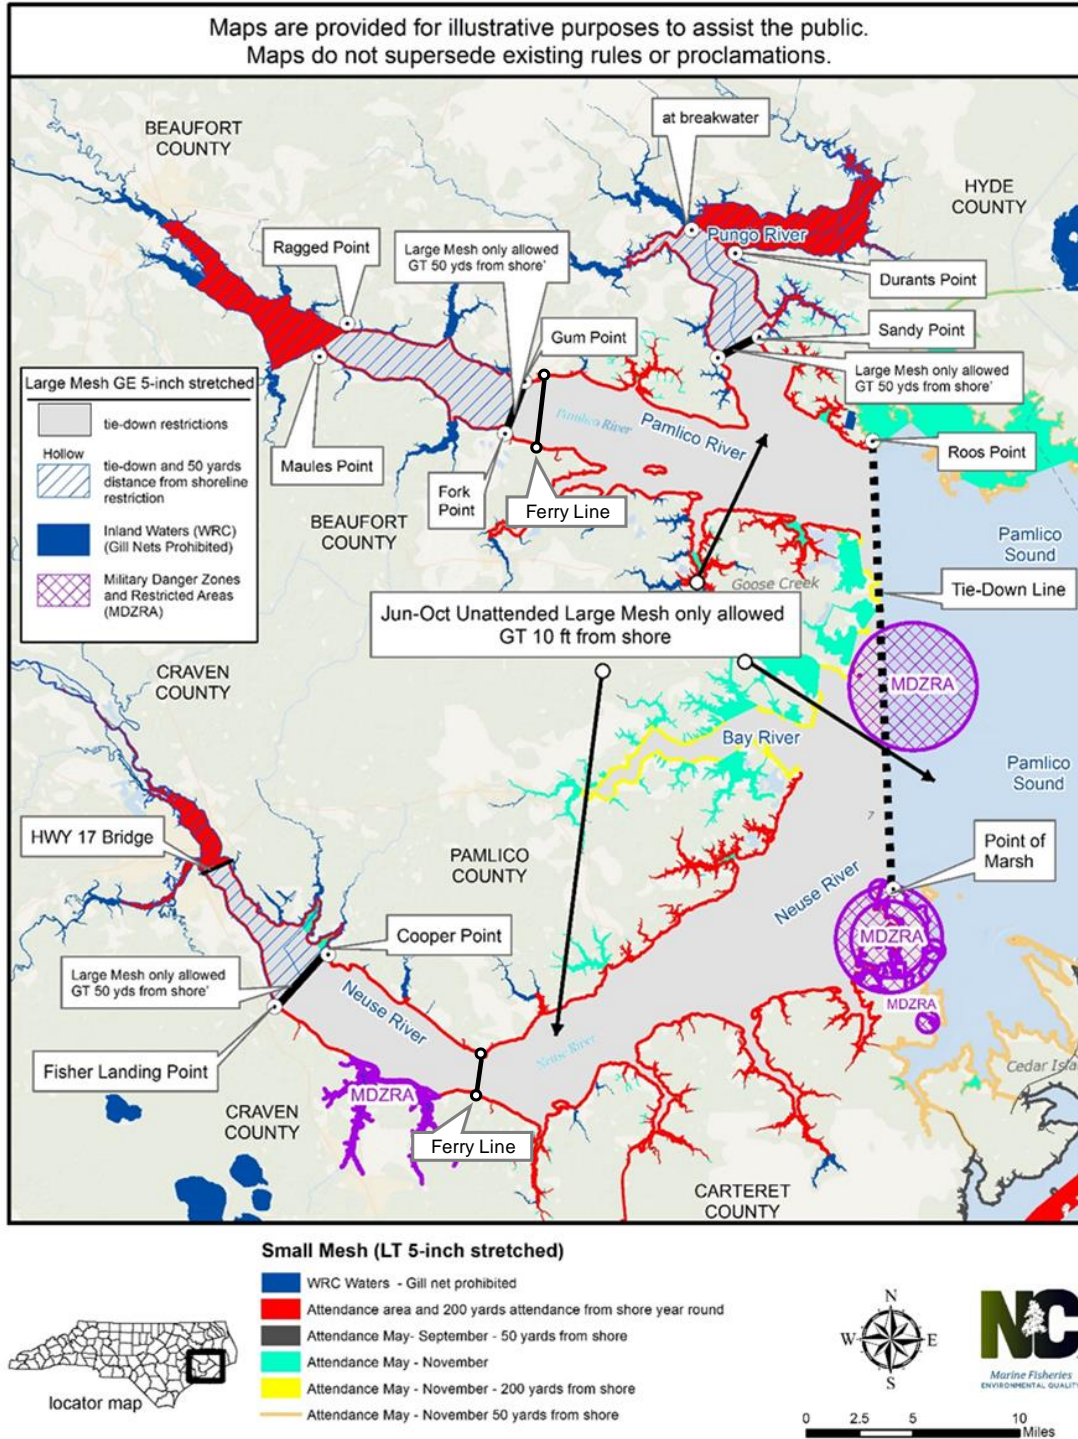 Maps are provided for illustrative purposes to assist the public.
Maps do not supersede existing rules or proclamations.
BEAUFORT
COUNTY
at breakwater
HYDE
COUNTY
Ragged Point
Large Mesh only allowed
GT 50 yds from shore'
Pungo River
Durants Point
Gum Point
Sandy Point
Large Mesh only allowed
GT 50 yds from shore'
Large Mesh GE 5-inch stretched
tie-down restrictions
Hollow
tie-down and 50 yards
distance from shoreline
restriction
Inland Waters (WRC)
(Gill Nets Prohibited)
Military Danger Zones
and Restricted Areas
(MDZRA)
Pamlico River
Pamlico River
Maules Point
Fork
Point
Ferry Line
Roos Point
BEAUFORT
COUNTY
Pamlico
Sound
Goose Creek
Tie-Down Line
Jun-Oct Unattended Large Mesh only allowed
GT 10 ft from shore
CRAVEN
COUNTY
MDZRA
Bay River
Pamlico
Sound
7
HWY 17 Bridge
PAMLICO
COUNTY
Point of
Marsh
Neuse River
Cooper Point
MDZRA
Large Mesh only allowed
GT 50 yds from shore'
Neuse River
MDZRA
Neuse River
Fisher Landing Point
Cedar Isla
MDZRA
CRAVEN
COUNTY
Ferry Line
CARTERET
COUNTY
Small Mesh (LT 5-inch stretched)
WRC Waters - Gill net prohibited
Attendance area and 200 yards attendance from shore year round
Attendance May- September - 50 yards from shore
Attendance May - November
Attendance May - November - 200 yards from shore
Attendance May - November 50 yards from shore
locator map
N
W
E
S
NC
Marine Fisheries
ENVIRONMENTAL QUALITY
0 2.5 5 10
Miles